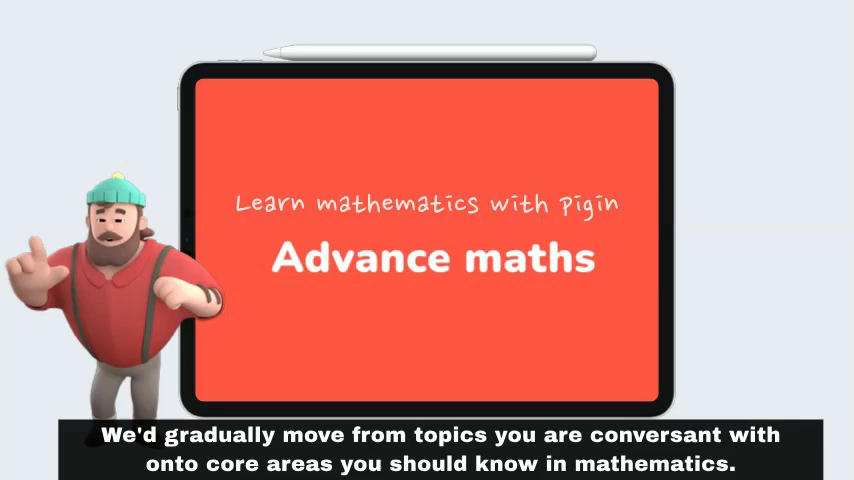 Learn mathematics with pigin
Advance maths
We'd gradually move from topics you are conversant with
onto core areas you should know in mathematics.